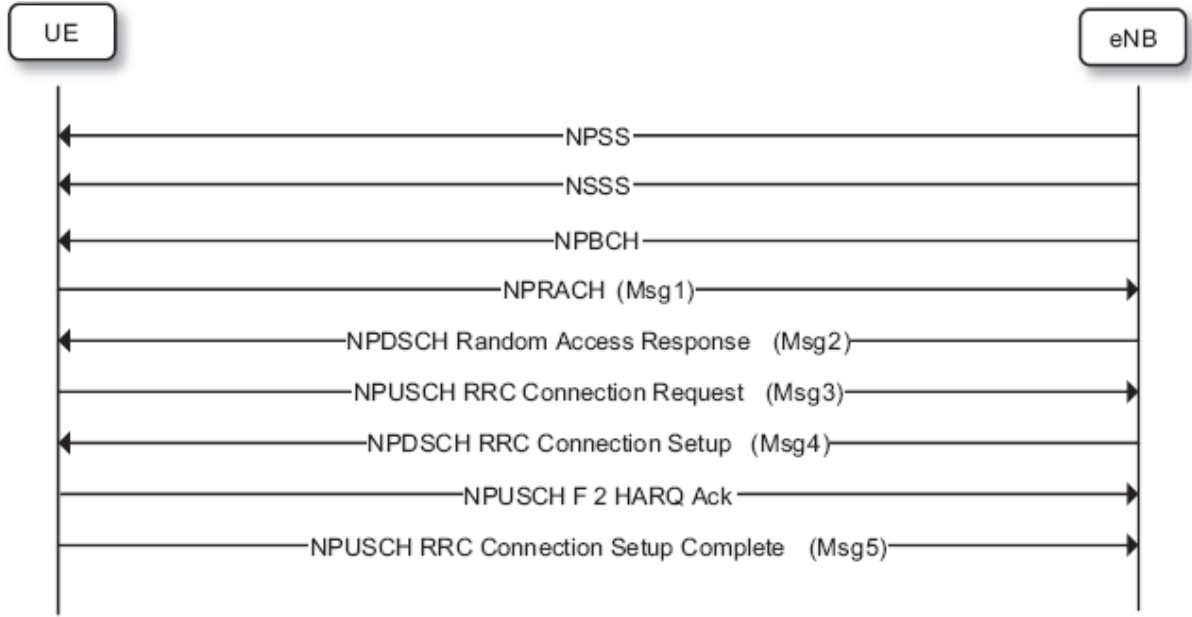 UE
eNB
NPSS
NSSS
NPBCH
NPRACH (Msg1)
NPDSCH Random Access Response (Msg2)
NPUSCH RRC Connection Request (Msg3)
NPDSCH RRC Connection Setup (Msg4)
NPUSCH F 2 HARQ Ack
NPUSCH RRC Connection Setup Complete (Msg5)